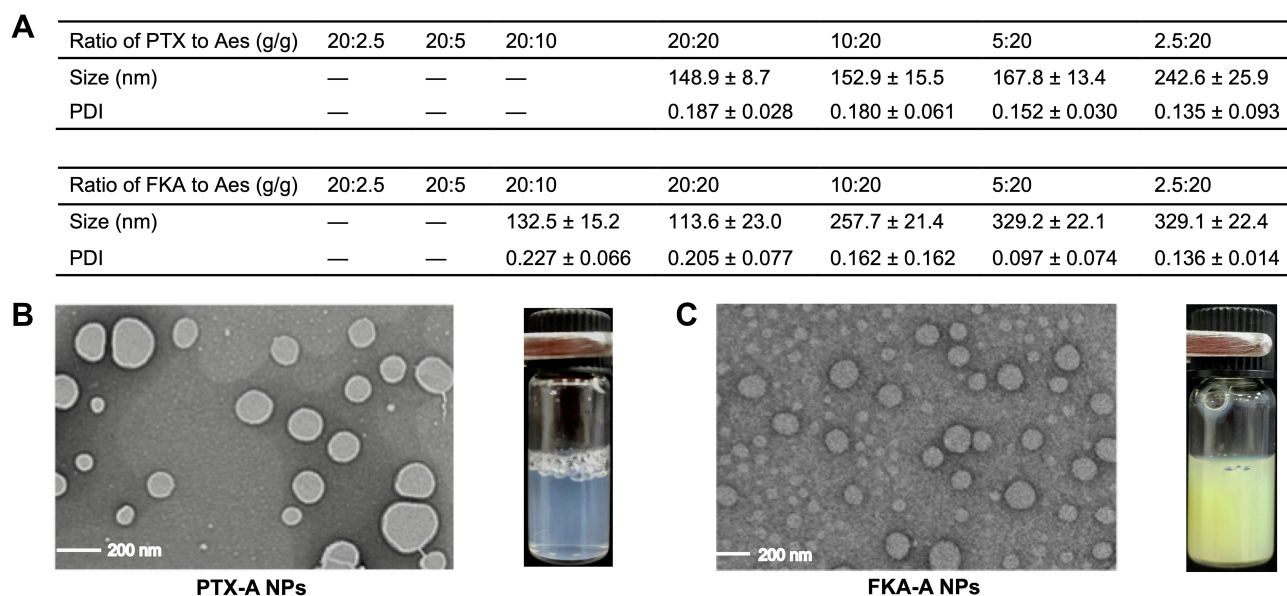 A
Ratio of PTX to Aes (g/g) 20:2.5 20:5 20:10 20:20 10:20 5:20 2.5:20
Size (nm) — — — 148.9 ± 8.7 152.9 ± 15.5 167.8 ± 13.4 242.6 ± 25.9
PDI — — — 0.187 ± 0.028 0.180 ± 0.061 0.152 ± 0.030 0.135 ± 0.093
Ratio of FKA to Aes (g/g) 20:2.5 20:5 20:10 20:20 10:20 5:20 2.5:20
Size (nm) — — 132.5 ± 15.2 113.6 ± 23.0 257.7 ± 21.4 329.2 ± 22.1 329.1 ± 22.4
PDI — — 0.227 ± 0.066 0.205 ± 0.077 0.162 ± 0.162 0.097 ± 0.074 0.136 ± 0.014
B
200 nm
PTX-A NPs
C
200 nm
FKA-A NPs